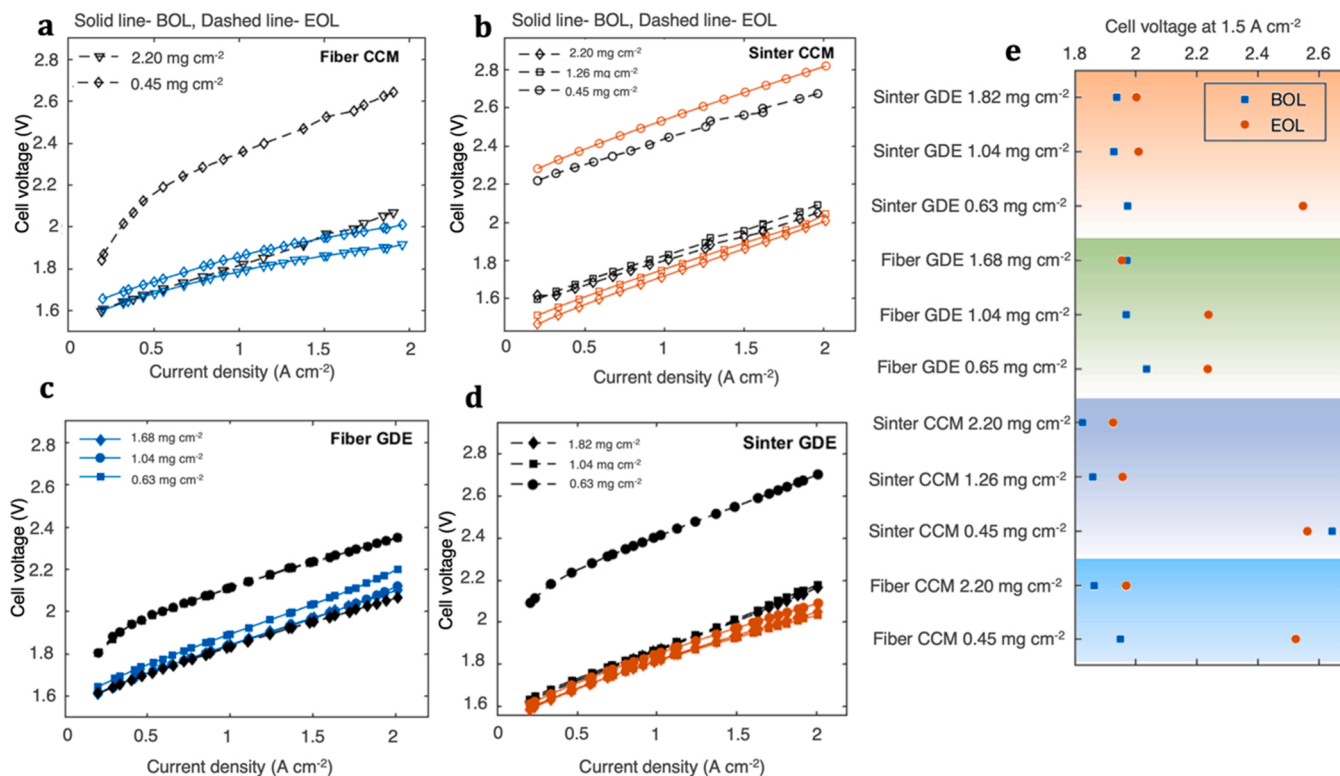 Solid line- BOL, Dashed line- EOL
a
Fiber CCM
2.20 mg cm-2
0.45 mg cm-2
2.8
2.6
2.4
2.2
2
1.8
1.6
Cell voltage (V)
0 0.5 1 1.5 2
Current density (A cm-2)
Solid line- BOL, Dashed line- EOL
b
Sinter CCM
2.20 mg cm-2
1.26 mg cm-2
0.45 mg cm-2
2.8
2.6
2.4
2.2
2
1.8
1.6
Cell voltage (V)
0 0.5 1 1.5 2
Current density (A cm-2)
c
Fiber GDE
1.68 mg cm-2
1.04 mg cm-2
0.63 mg cm-2
2.8
2.6
2.4
2.2
2
1.8
1.6
Cell voltage (V)
0 0.5 1 1.5 2
Current density (A cm-2)
d
Sinter GDE
1.82 mg cm-2
1.04 mg cm-2
0.63 mg cm-2
2.8
2.6
2.4
2.2
2
1.8
1.6
Cell voltage (V)
0 0.5 1 1.5 2
Current density (A cm-2)
e
Cell voltage at 1.5 A cm-2
1.8 2 2.2 2.4 2.6
BOL
EOL
Sinter GDE 1.82 mg cm-2
Sinter GDE 1.04 mg cm-2
Sinter GDE 0.63 mg cm-2
Fiber GDE 1.68 mg cm-2
Fiber GDE 1.04 mg cm-2
Fiber GDE 0.65 mg cm-2
Sinter CCM 2.20 mg cm-2
Sinter CCM 1.26 mg cm-2
Sinter CCM 0.45 mg cm-2
Fiber CCM 2.20 mg cm-2
Fiber CCM 0.45 mg cm-2